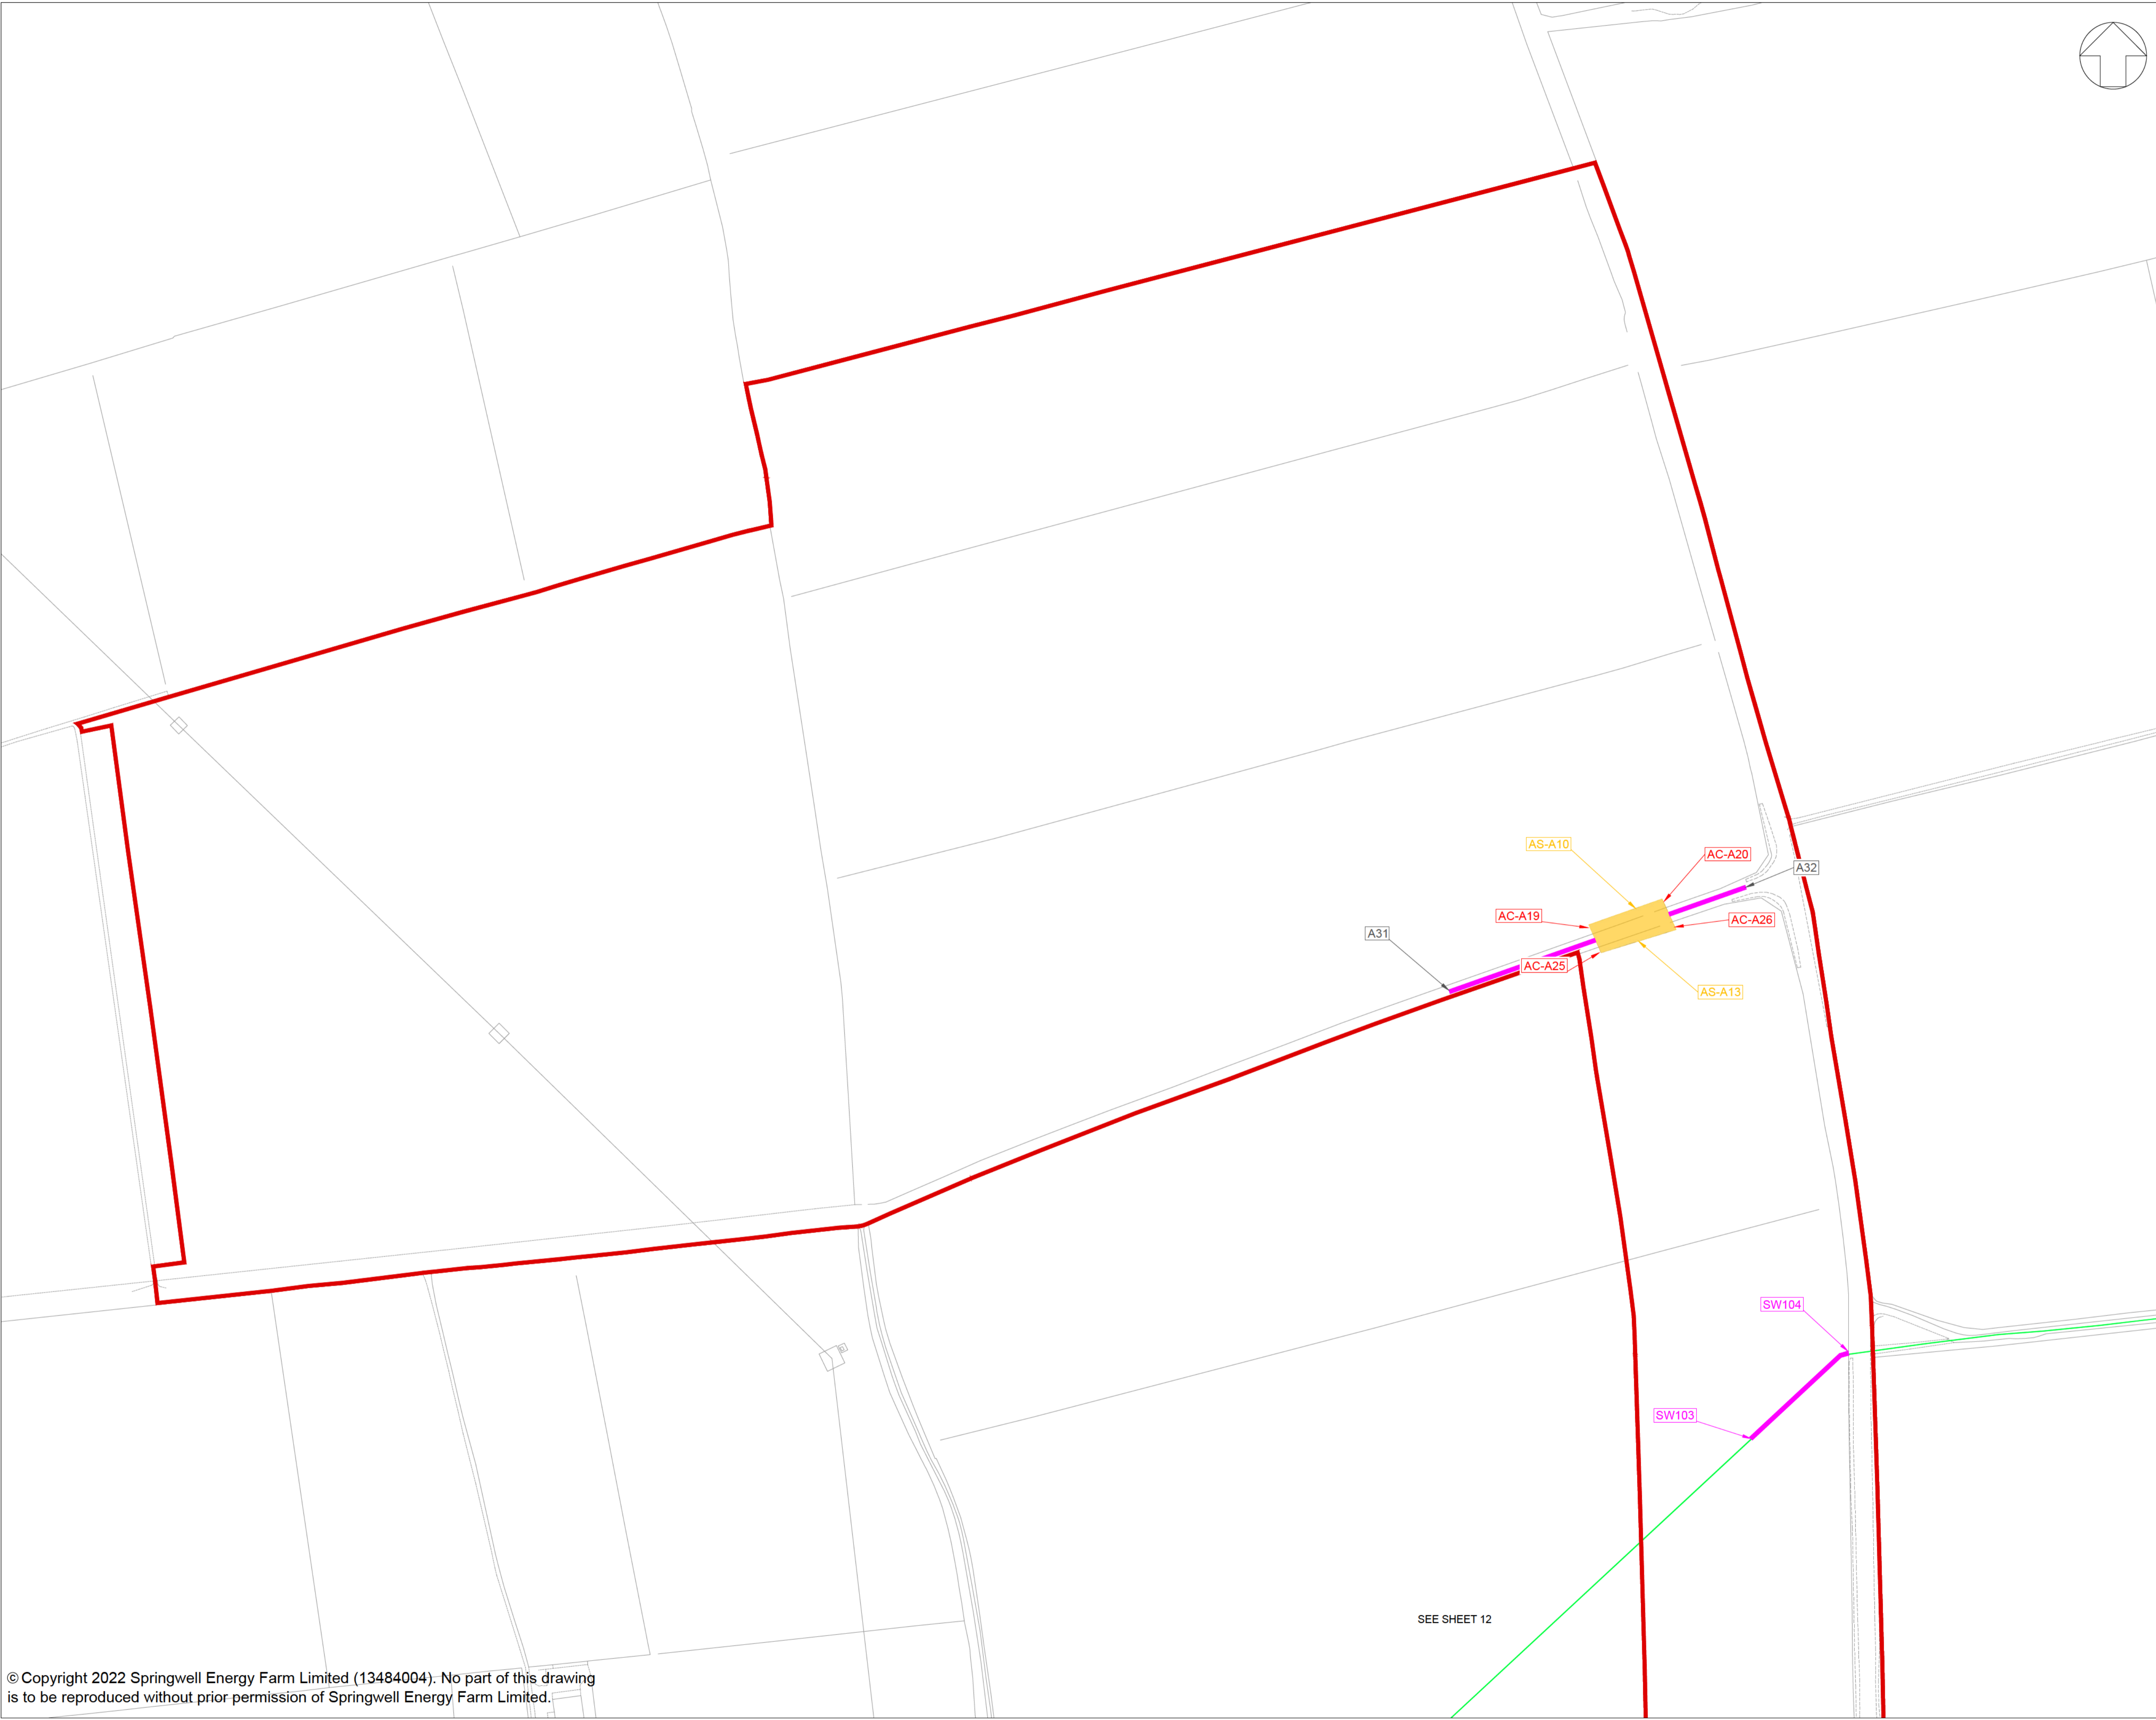 AS-A10
AC-A20
A32
AC-A19
AC-A26
A31
AC-A25
AS-A13
SW104
SW103
SEE SHEET 12
© Copyright 2022 Springwell Energy Farm Limited (13484004). No part of this drawing
is to be reproduced without prior permission of Springwell Energy Farm Limited.